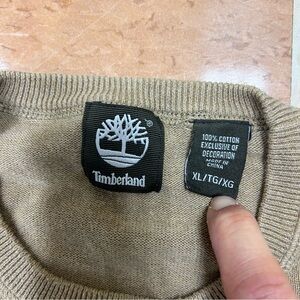 ®
Timberland
100% COTTON
EXCLUSIVE OF
DECORATION
MADE IN
CHINA
XL/TG/XG